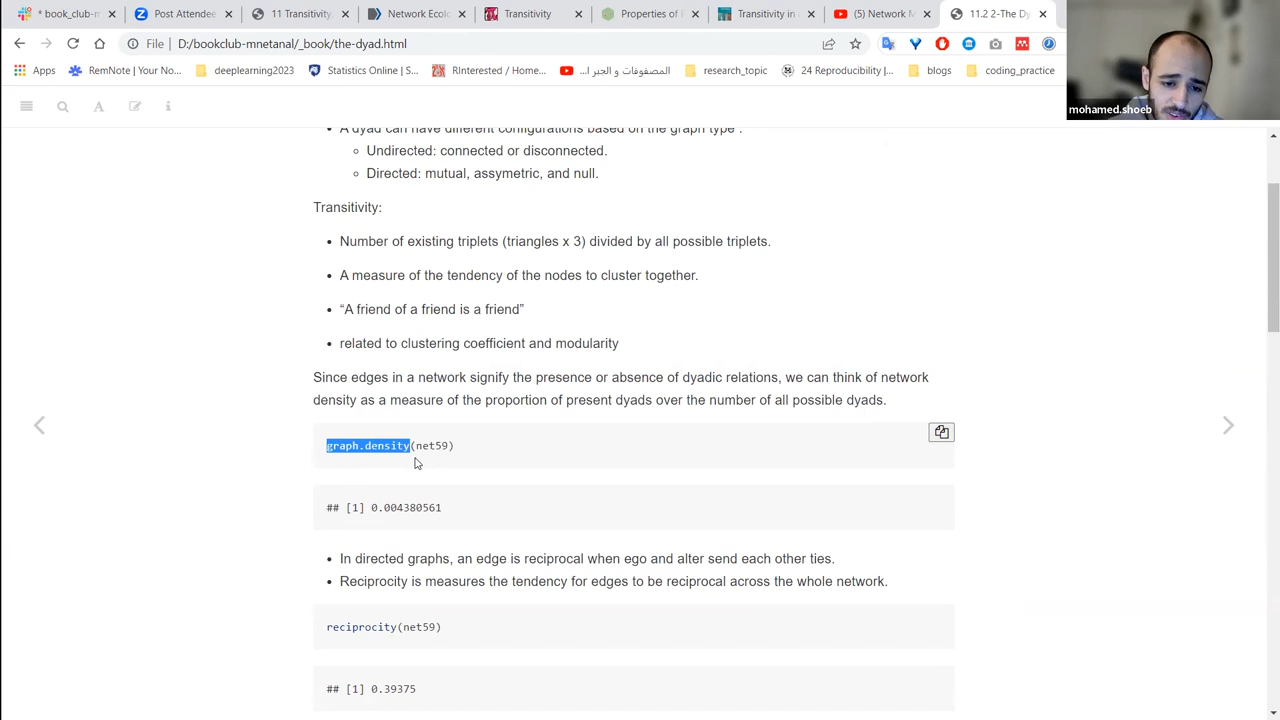 * book_club-m
Post Attendee
11 Transitivity,
Network Ecolo
Transitivity
Properties of
Transitivity in
(5) Network M
11.2 2-The Dy
File | D:/bookclubmnetanal/_book/the-dyad.html
Apps
RemNote | Your No...
deeplearning2023
Statistics Online | S...
RInterested / Home...
المصفوفات و الجبر ا...
research_topic
24 Reproducibility |...
blogs
coding_practice
mohamed.shoeb
A dyad can have different configurations based on the graph type :
Undirected: connected or disconnected.
Directed: mutual, assymetric, and null.
Transitivity:
Number of existing triplets (triangles x 3) divided by all possible triplets.
A measure of the tendency of the nodes to cluster together.
“A friend of a friend is a friend”
related to clustering coefficient and modularity
Since edges in a network signify the presence or absence of dyadic relations, we can think of network
density as a measure of the proportion of present dyads over the number of all possible dyads.
graph.density(net59)
## [1] 0.004380561
In directed graphs, an edge is reciprocal when ego and alter send each other ties.
Reciprocity is measures the tendency for edges to be reciprocal across the whole network.
reciprocity(net59)
## [1] 0.39375